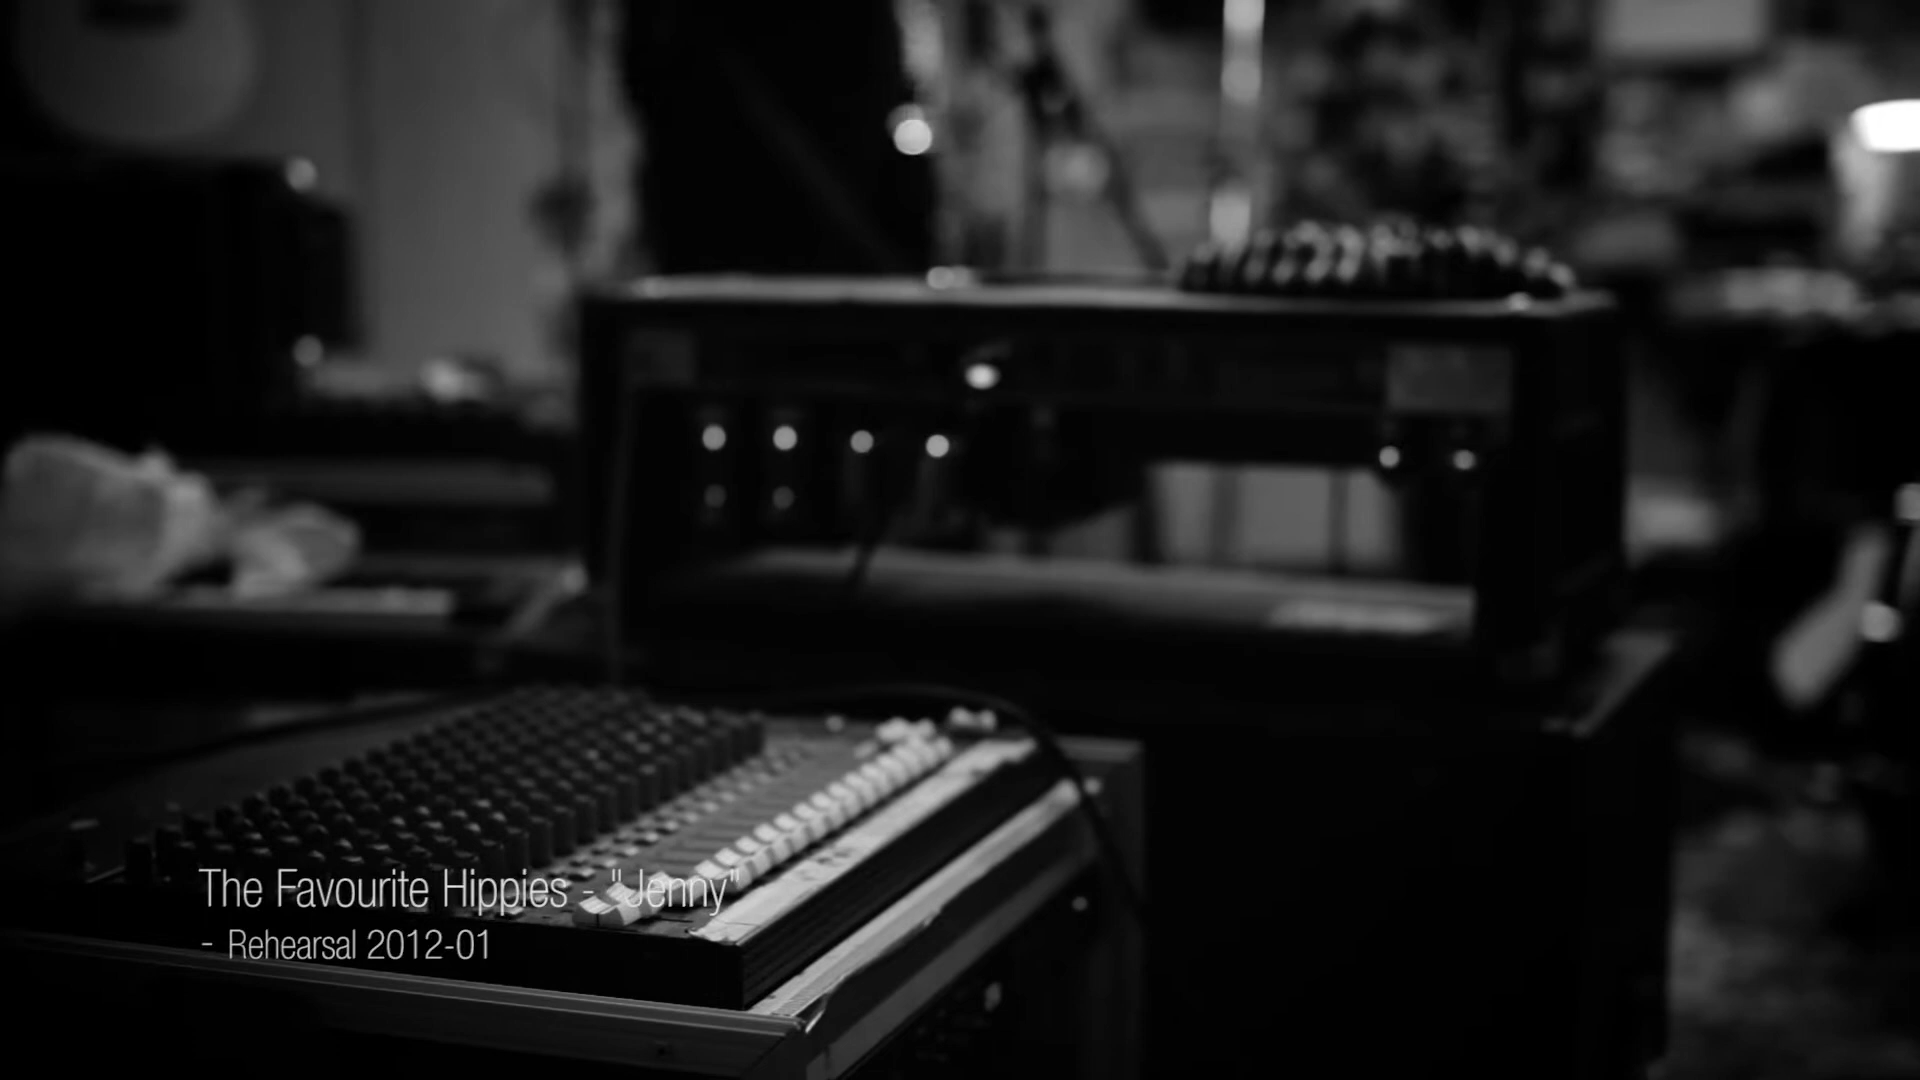 The Favourite Hippies - "Jenny"
- Rehearsal 2012-01